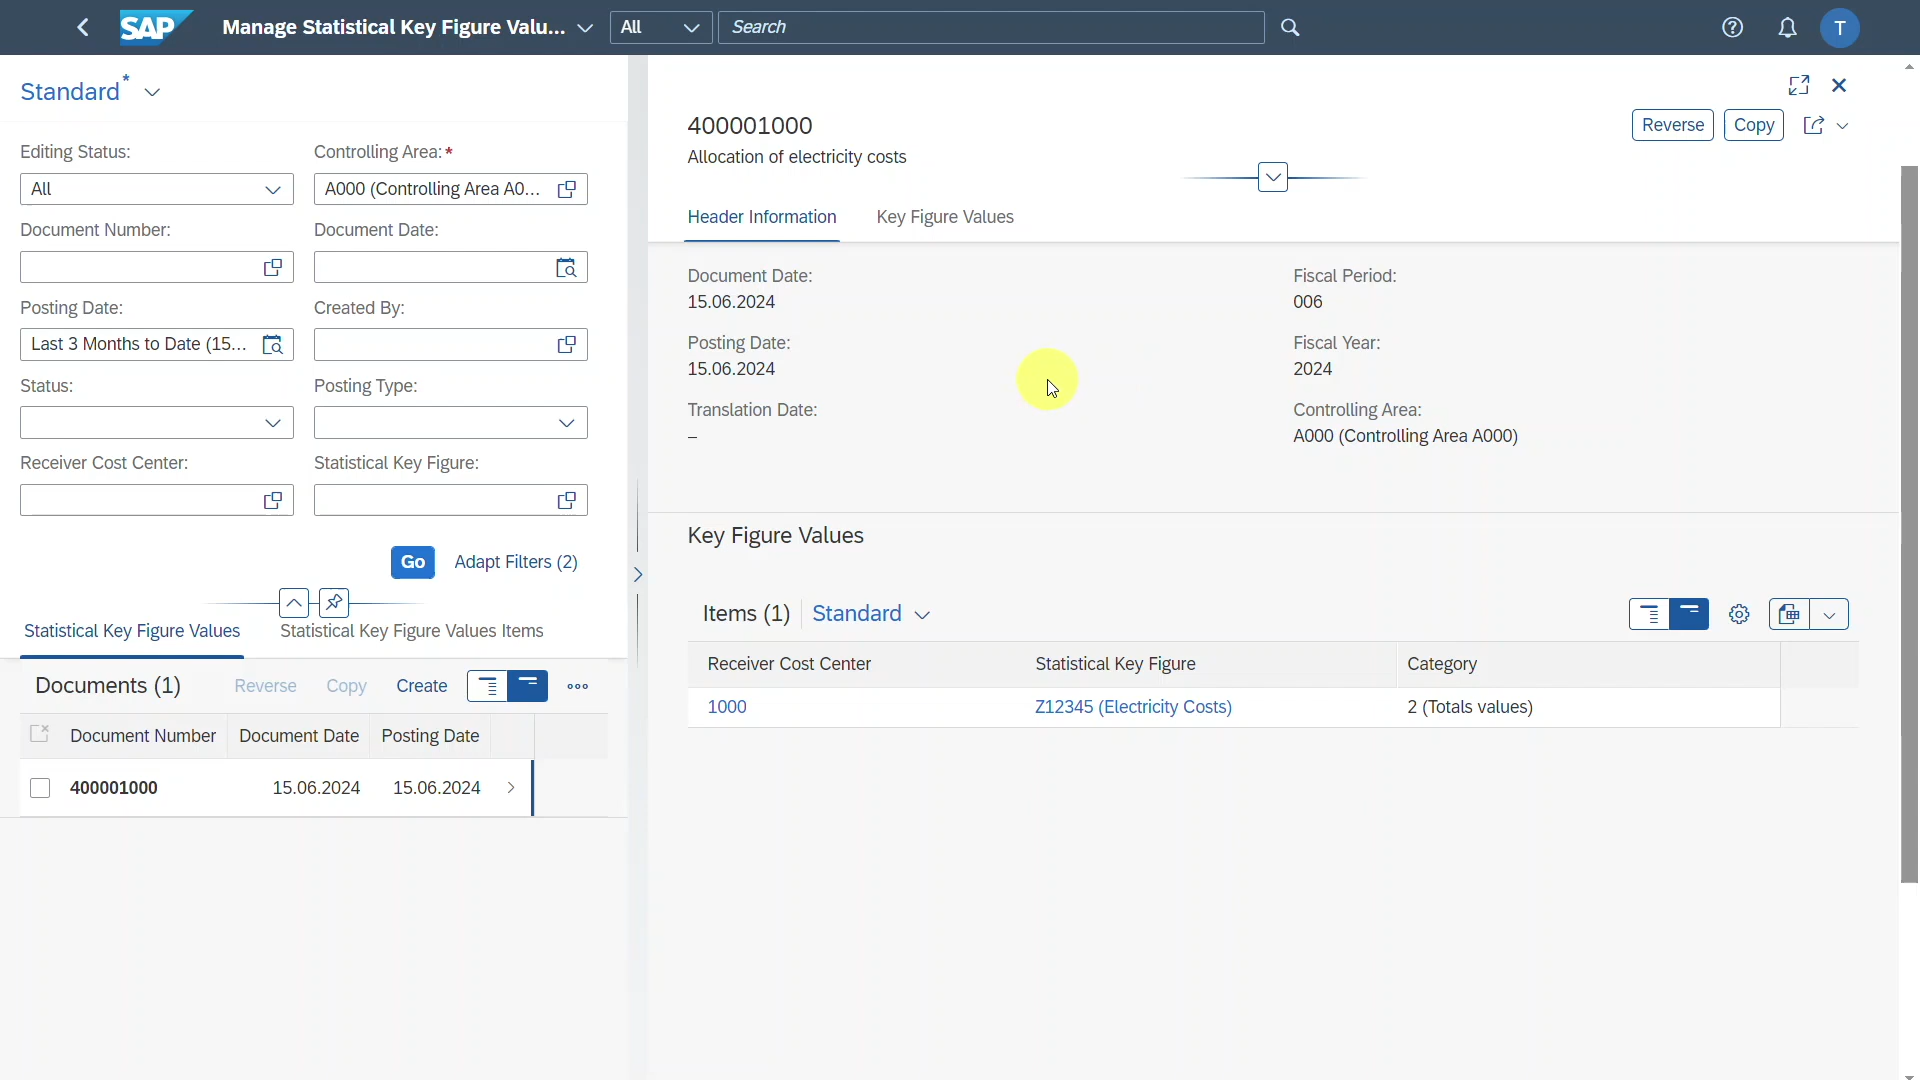 SAP
Manage Statistical Key Figure Valu...
All
Search
T
Standard*
Editing Status:
Controlling Area:*
All
A000 (Controlling Area A0...
Document Number:
Document Date:
Posting Date:
Created By:
Last 3 Months to Date (15...
Status:
Posting Type:
Receiver Cost Center:
Statistical Key Figure:
Go
Adapt Filters (2)
Statistical Key Figure Values
Statistical Key Figure Values Items
Documents (1)
Reverse
Copy
Create
Document Number
Document Date
Posting Date
400001000
15.06.2024
15.06.2024
400001000
Allocation of electricity costs
Reverse
Copy
Header Information
Key Figure Values
Document Date:
15.06.2024
Fiscal Period:
006
Posting Date:
15.06.2024
Fiscal Year:
2024
Translation Date:
–
Controlling Area:
A000 (Controlling Area A000)
Key Figure Values
Items (1)
Standard
Receiver Cost Center
Statistical Key Figure
Category
1000
Z12345 (Electricity Costs)
2 (Totals values)